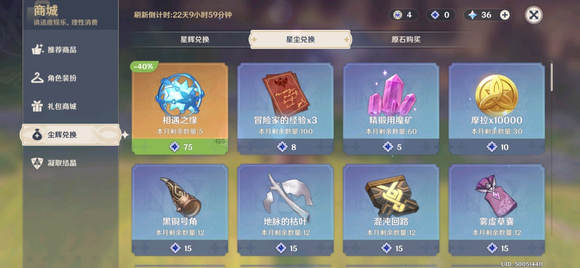 商城
请适度娱乐,理性消费
刷新倒计时:22天9小时59分钟
4
0
36
推荐商品
角色装扮
礼包商城
尘辉兑换
凝取结晶
星辉兑换
星尘兑换
原石购买
-40%
相遇之缘
本月剩余数量:5
75
125
冒险家的经验x3
本月剩余数量:100
8
精锻用魔矿
本月剩余数量:60
5
摩拉x10000
本月剩余数量:30
10
黑铜号角
本月剩余数量:12
15
地脉的枯叶
本月剩余数量:12
15
混沌回路
本月剩余数量:12
15
雾虚草囊
本月剩余数量:12
15